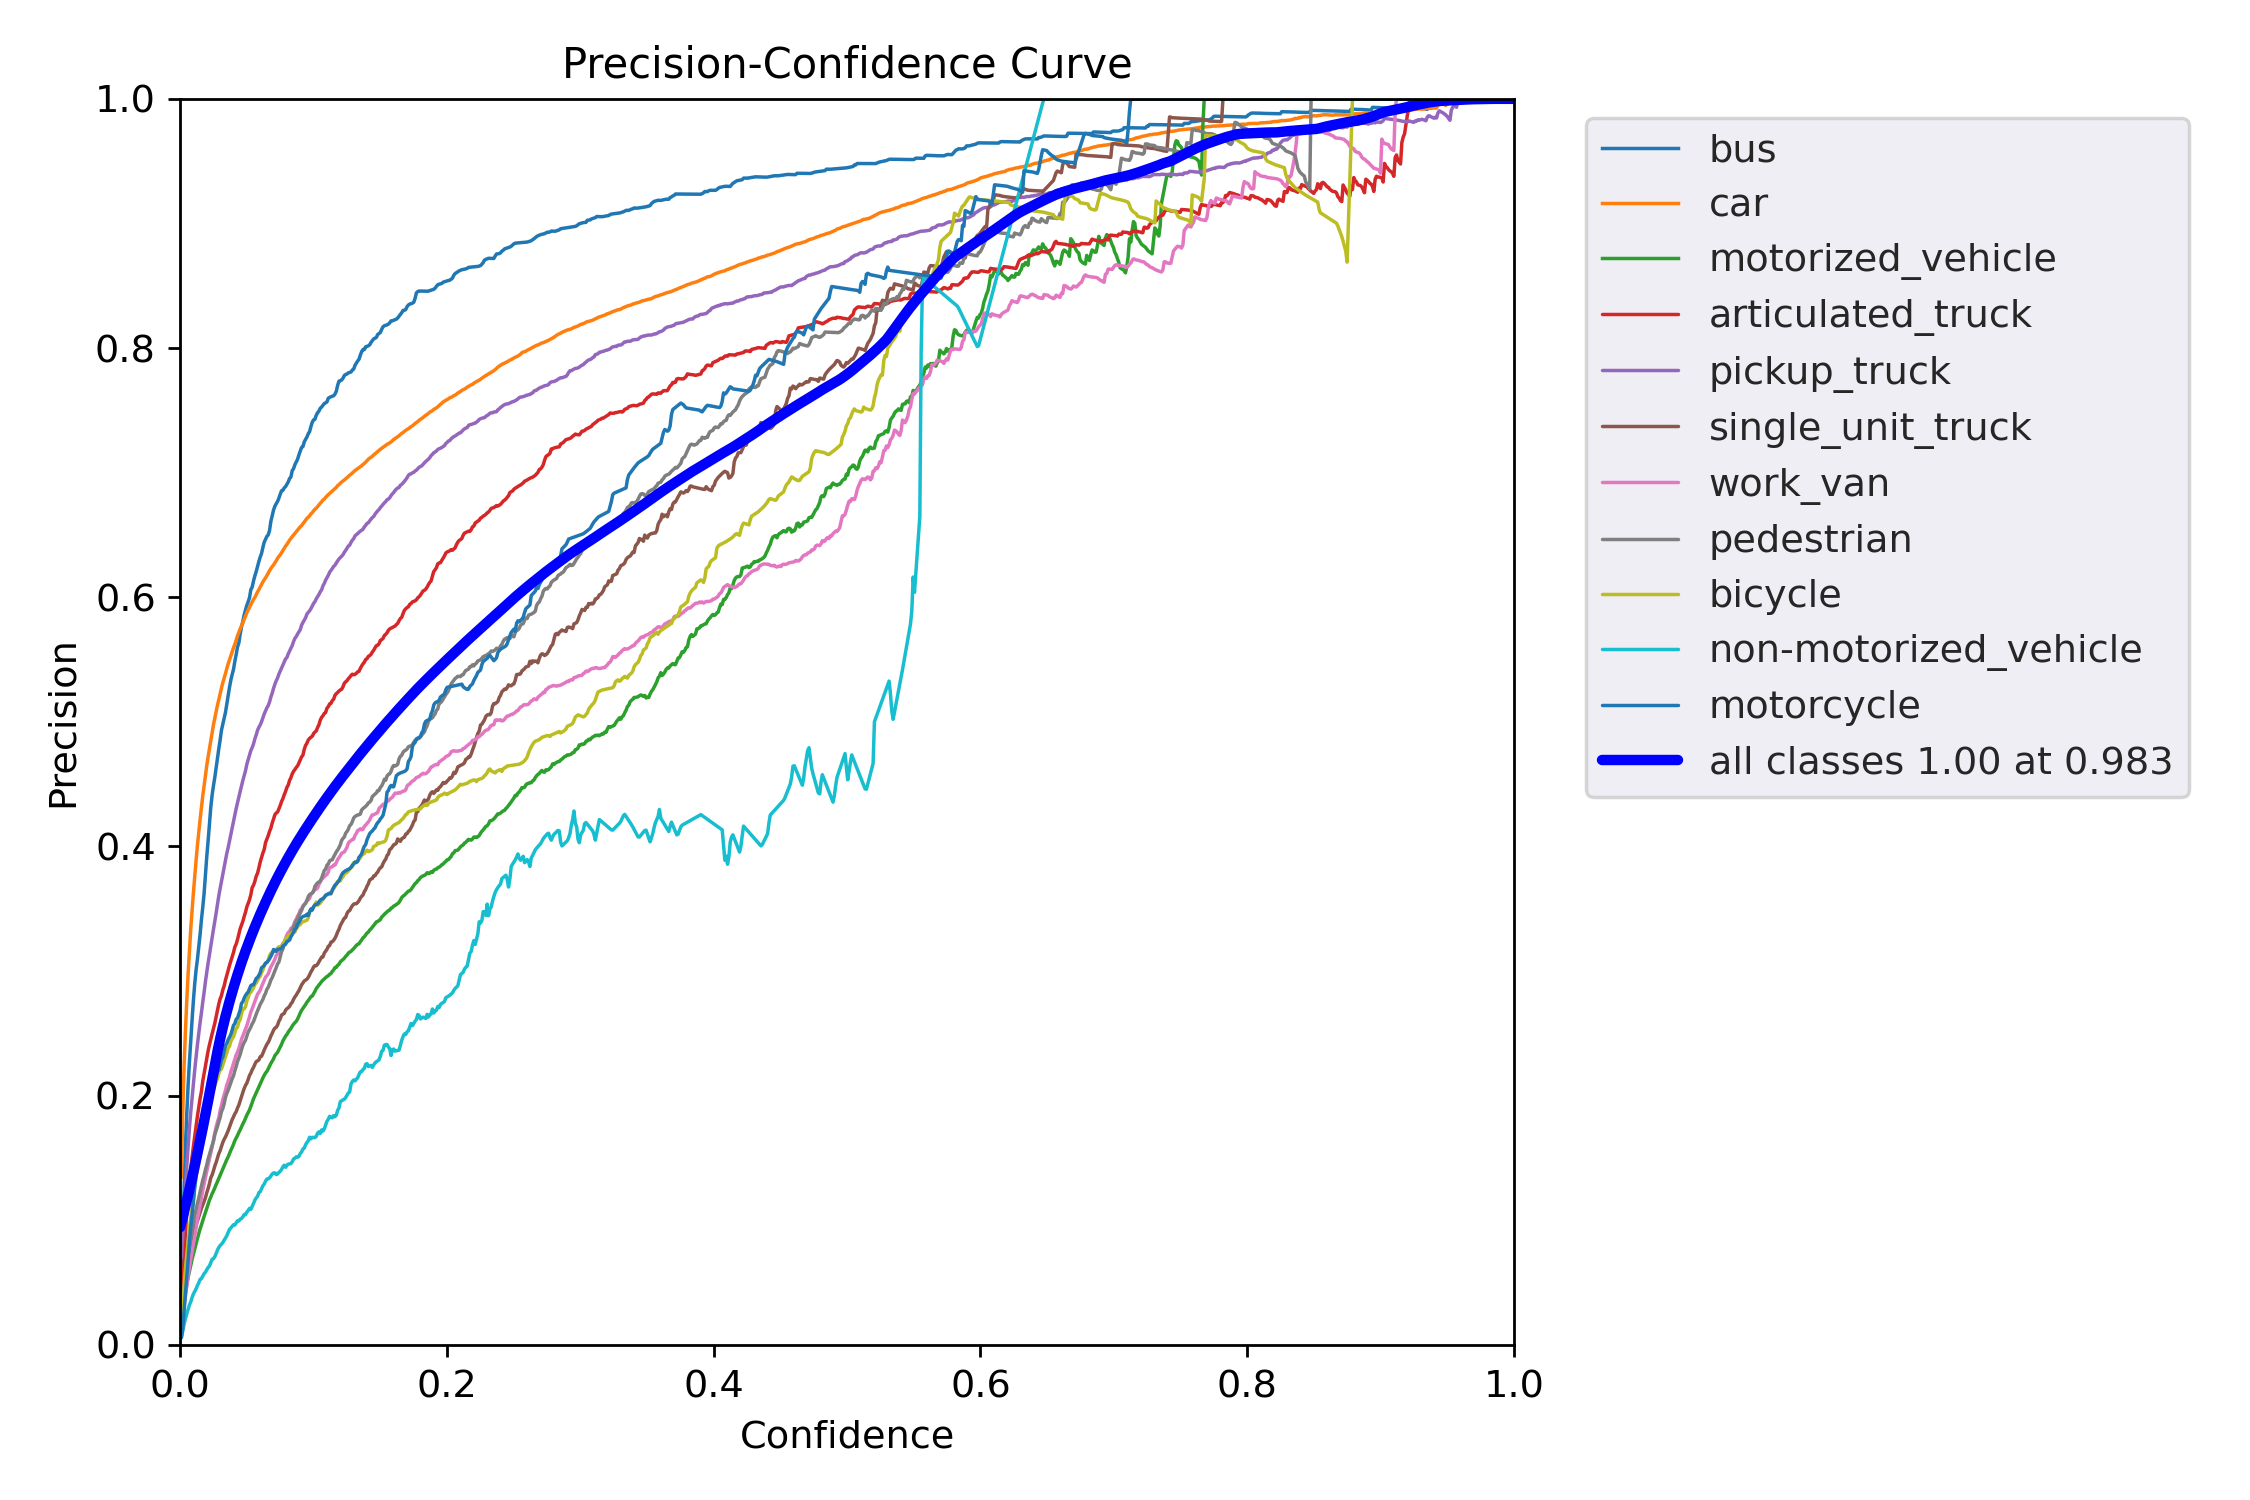 Precision-Confidence Curve
1.0
0.8
0.6
0.4
0.2
0.0
Precision
0.0 0.2 0.4 0.6 0.8 1.0
Confidence
bus
car
motorized_vehicle
articulated_truck
pickup_truck
single_unit_truck
work_van
pedestrian
bicycle
non-motorized_vehicle
motorcycle
all classes 1.00 at 0.983